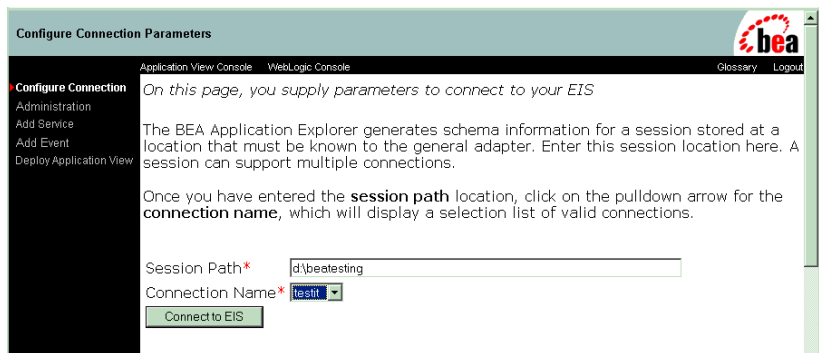 Configure Connection Parameters
bea
Application View Console WebLogic Console Glossary Logout
Configure Connection
Administration
Add Service
Add Event
Deploy Application View
On this page, you supply parameters to connect to your EIS
The BEA Application Explorer generates schema information for a session stored at a
location that must be known to the general adapter. Enter this session location here. A
session can support multiple connections.
Once you have entered the session path location, click on the pulldown arrow for the
connection name, which will display a selection list of valid connections.
Session Path* d:\beatesting
Connection Name* testit
Connect to EIS